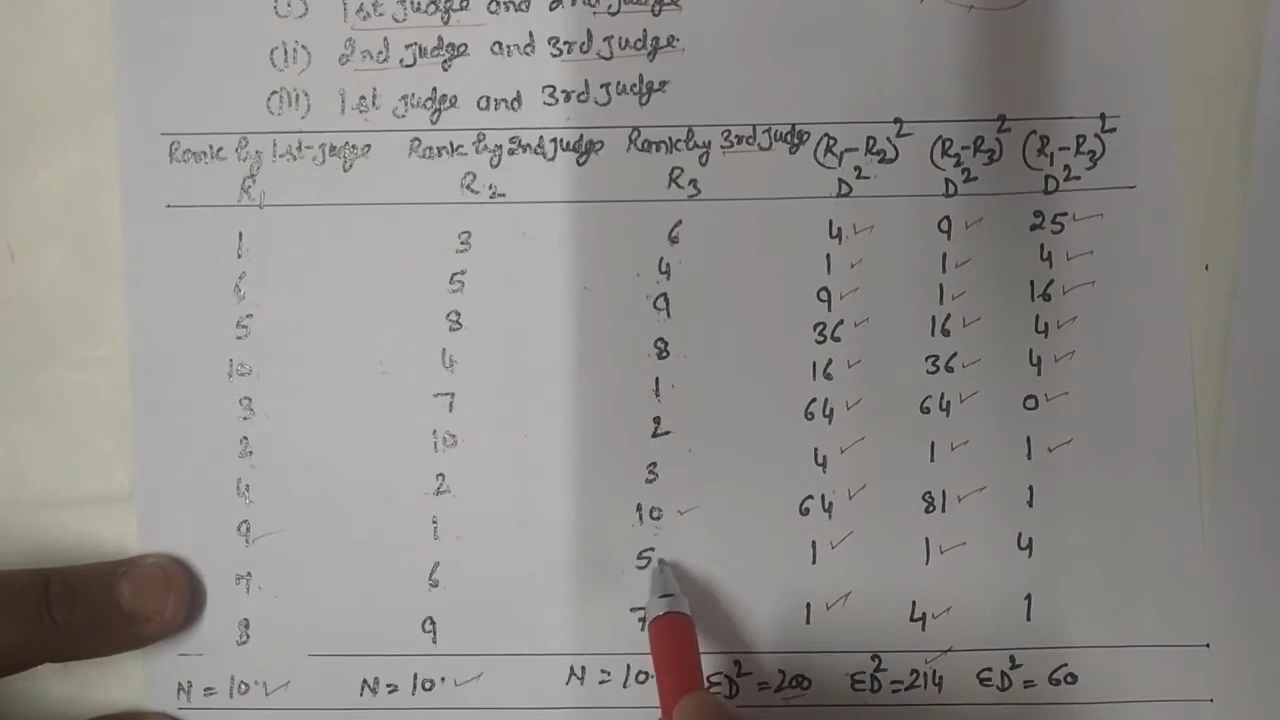 (i) 1st judge and 2nd judge
(ii) 2nd judge and 3rd judge.
(iii) 1st judge and 3rd judge
Rank by 1st-judge Rank by 2nd judge Rank by 3rd judge (R1-R2)² (R2-R3)² (R1-R3)²
R1 R2 R3 D² D² D²
1 3 6 4 9 25
6 5 4 1 1 4
5 8 9 9 1 16
10 4 8 36 16 4
3 7 1 16 36 4
2 10 2 64 64 0
4 2 3 4 1 1
9 1 10 64 81 1
7 6 5 1 1 4
8 9 7 1 4 1
N=10. N=10. N=10. ΣD²=200 ΣD²=214 ΣD²=60